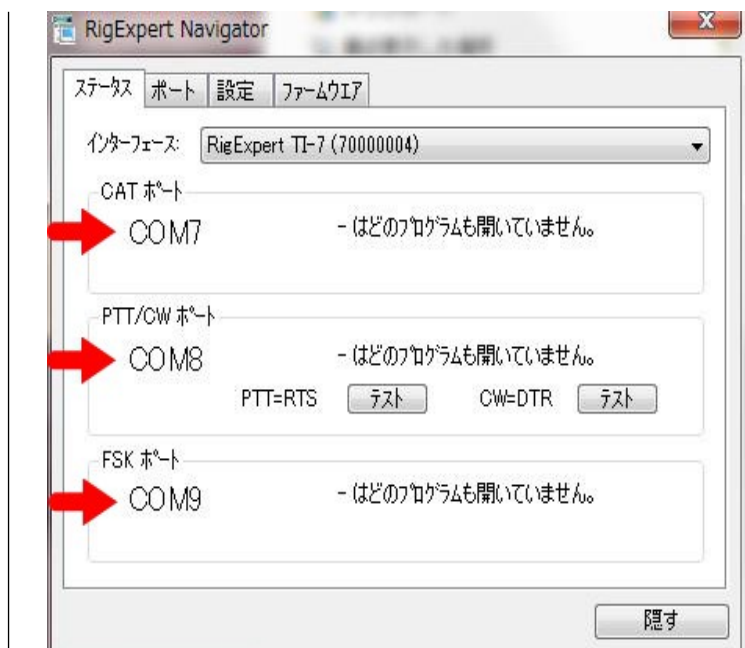 RigExpert Navigator
ステータス ポート 設定 ファームウエア
インターフェース: RigExpert TI-7 (70000004)
CAT ポート
COM7 - はどのプログラムも開いていません。
PTT/CW ポート
COM8 - はどのプログラムも開いていません。
PTT=RTS テスト CW=DTR テスト
FSK ポート
COM9 - はどのプログラムも開いていません。
隠す